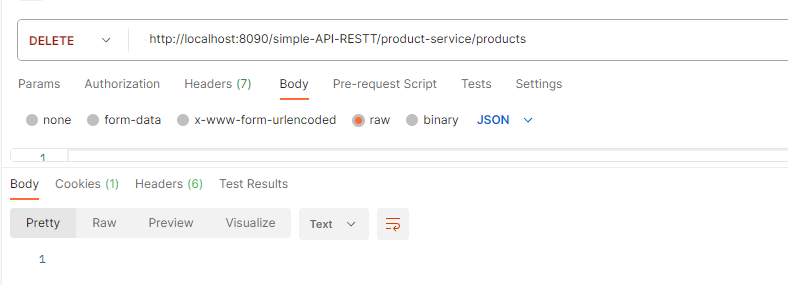 DELETE http://localhost:8090/simple-API-RESTT/product-service/products
Params Authorization Headers (7) Body Pre-request Script Tests Settings
none form-data x-www-form-urlencoded raw binary JSON
1
Body Cookies (1) Headers (6) Test Results
Pretty Raw Preview Visualize Text
1